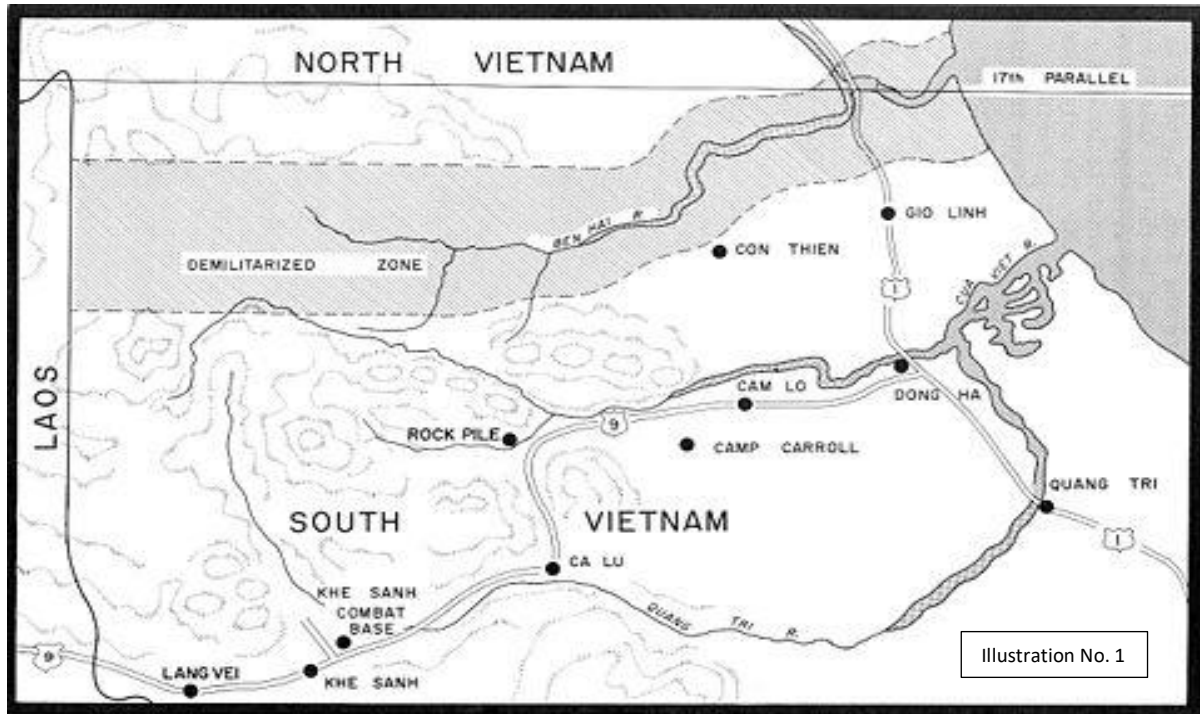 NORTH VIETNAM
17th PARALLEL
GIO LINH
BEN HAI R.
CON THIEN
DEMILITARIZED ZONE
CUA VIET R.
1
LAOS
CAM LO
DONG HA
9
ROCK PILE
CAMP CARROLL
QUANG TRI
SOUTH VIETNAM
1
CA LU
KHE SANH
COMBAT
BASE
QUANG TRI R.
Illustration No. 1
9
LANG VEI
KHE SANH